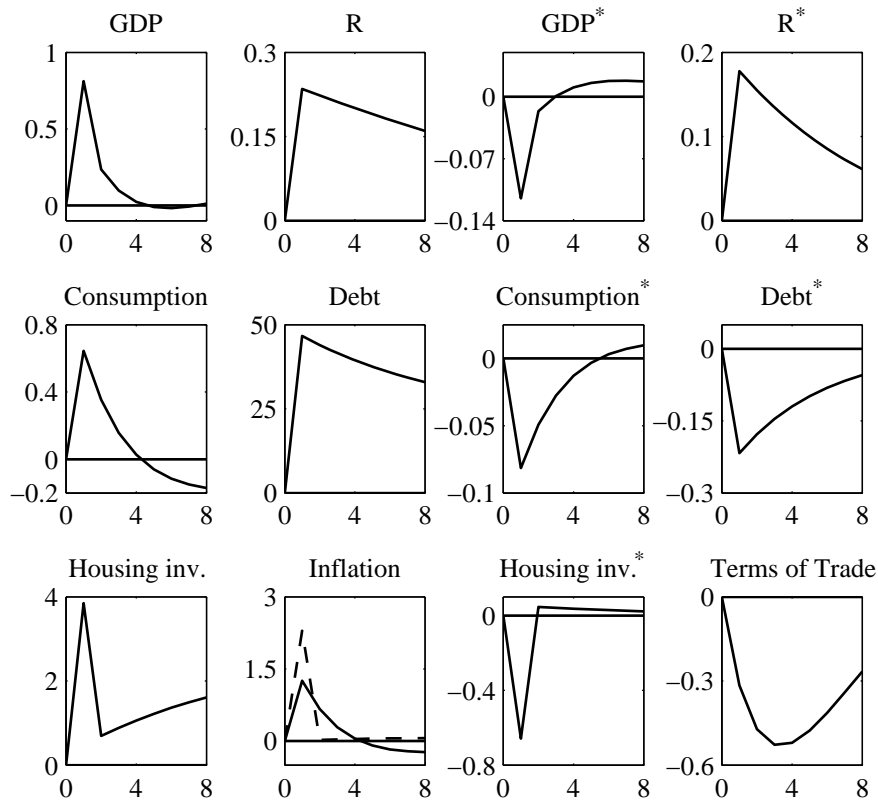 GDP R GDP* R*
1 0.3 0 0.2
0.5 0.15 −0.07 0.1
0 0 −0.14 0
0 4 8 0 4 8 0 4 8 0 4 8
Consumption Debt Consumption* Debt*
0.8 50 0 0
0.4 25 −0.05 −0.15
0 −0.2 0 −0.1 −0.3
0 4 8 0 4 8 0 4 8 0 4 8
Housing inv. Inflation Housing inv.* Terms of Trade
4 3 0 0
2 1.5 −0.4 −0.3
0 0 −0.8 −0.6
0 4 8 0 4 8 0 4 8 0 4 8